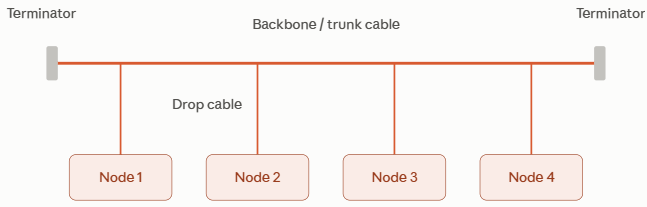 Terminator
Terminator
Backbone / trunk cable
Drop cable
Node 1
Node 2
Node 3
Node 4